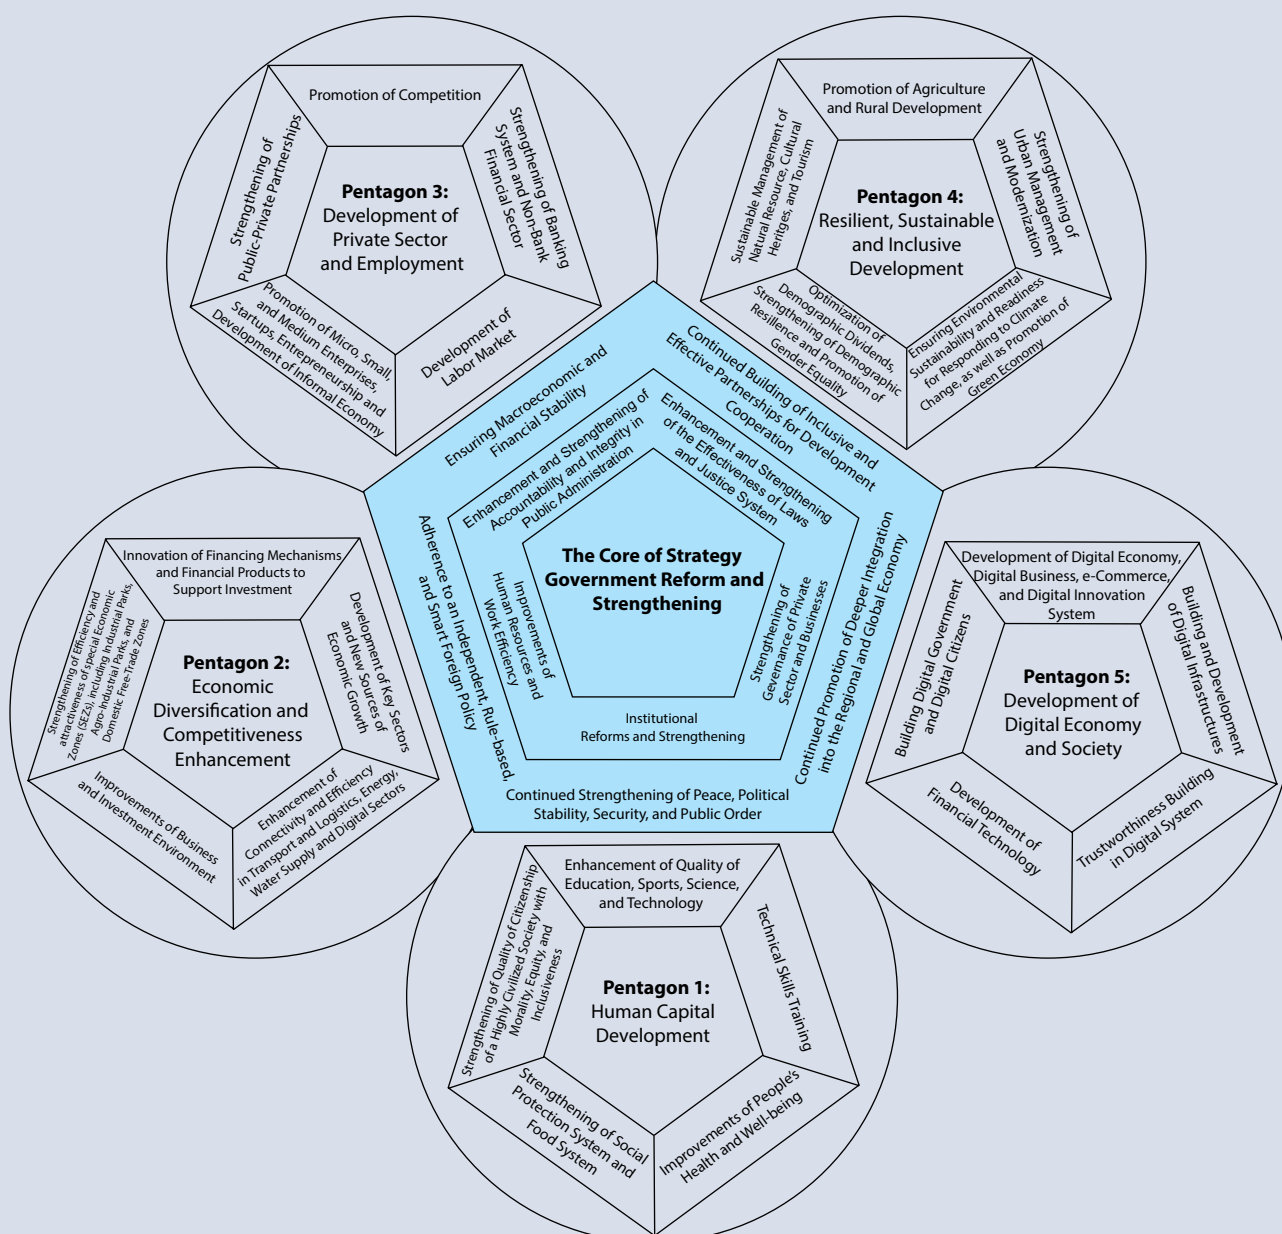 Promotion of Competition
Strengthening of
Public-Private Partnerships
Strengthening of Banking
System and Non-Bank
Financial Sector
Pentagon 3:
Development of
Private Sector
and Employment
Promotion of Micro, Small,
and Medium Enterprises,
Startups, Entrepreneurship and
Development of Informal Economy
Development of
Labor Market
Promotion of Agriculture
and Rural Development
Sustainable Management of
Natural Resource, Cultural
Heritges, and Tourism
Strengthening of
Urban Management
and Modernization
Pentagon 4:
Resilient, Sustainable
and Inclusive
Development
Optimization of
Demographic Dividends,
Strengthening of Demographic
Resilience and Promotion of
Gender Equality
Ensuring Environmental
Sustainability and Readiness
for Responding to Climate
Change, as well as Promotion of
Green Economy
Ensuring Macroeconomic and
Financial Stability
Continued Building of Inclusive and
Effective Partnerships for Development
Cooperation
Enhancement and Strengthening of
Accountability and Integrity in
Public Administration
Enhancement and Strengthening
of the Effectiveness of Laws
and Justice System
The Core of Strategy
Government Reform and
Strengthening
Adherence to an Independent, Rule-based,
and Smart Foreign Policy
Improvements of
Human Resources and
Work Efficiency
Strengthening of
Governance of Private
Sector and Businesses
Continued Promotion of Deeper Integration
into the Regional and Global Economy
Institutional
Reforms and Strengthening
Continued Strengthening of Peace, Political
Stability, Security, and Public Order
Innovation of Financing Mechanisms
and Financial Products to
Support Investment
Strengthening of Efficiency and
attractiveness of special Economic
Zones (SEZs), including Industrial Parks,
Agro-Industrial Parks, and
Domestic Free-Trade Zones
Development of Key Sectors
and New Sources of
Economic Growth
Pentagon 2:
Economic
Diversification and
Competitiveness
Enhancement
Improvements of Business
and Investment Environment
Enhancement of
Connectivity and Efficiency
in Transport and Logistics, Energy,
Water Supply and Digital Sectors
Development of Digital Economy,
Digital Business, e-Commerce,
and Digital Innovation
System
Building Digital Government
and Digital Citizens
Building and Development
of Digital Infrastructures
Pentagon 5:
Development of
Digital Economy
and Society
Development of
Financial Technology
Trustworthiness Building
in Digital System
Enhancement of Quality of
Education, Sports, Science,
and Technology
Strengthening of Quality of Citizenship
of a Highly Civilized Society with
Morality, Equity, and
Inclusiveness
Technical Skills Training
Pentagon 1:
Human Capital
Development
Strengthening of Social
Protection System and
Food System
Improvements of People's
Health and Well-being